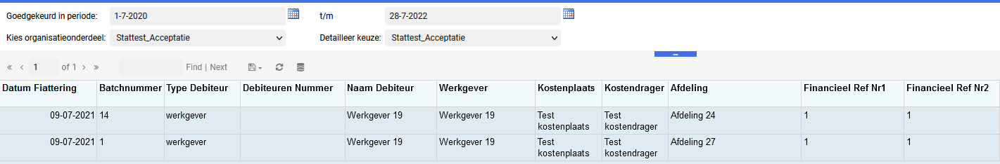 Goedgekeurd in periode: 1-7-2020 t/m 28-7-2022
Kies organisatieonderdeel: Stattest_Acceptatie Detailleer keuze: Stattest_Acceptatie
1 of 1 Find | Next
Datum Fiattering Batchnummer Type Debiteur Debiteuren Nummer Naam Debiteur Werkgever Kostenplaats Kostendrager Afdeling Financieel Ref Nr1 Financieel Ref Nr2
09-07-2021 14 werkgever Werkgever 19 Werkgever 19 Test Test Afdeling 24 1 1
kostenplaats kostendrager
09-07-2021 1 werkgever Werkgever 19 Werkgever 19 Test Test Afdeling 27 1 1
kostenplaats kostendrager